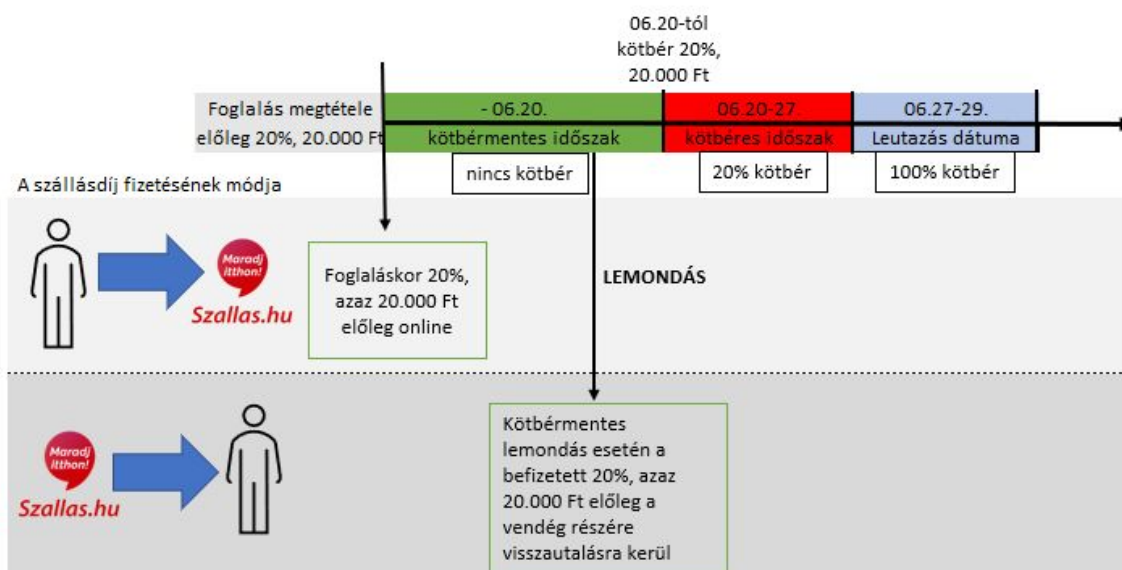 06.20-tól
kötbér 20%,
20.000 Ft
Foglalás megtétele
előleg 20%, 20.000 Ft
- 06.20.
kötbérmentes időszak
06.20-27.
kötbéres időszak
06.27-29.
Leutazás dátuma
nincs kötbér
20% kötbér
100% kötbér
A szállásdíj fizetésének módja
Maradj
itthon!
Szallas.hu
Foglaláskor 20%,
azaz 20.000 Ft
előleg online
LEMONDÁS
Maradj
itthon!
Szallas.hu
Kötbérmentes
lemondás esetén a
befizetett 20%, azaz
20.000 Ft előleg a
vendég részére
visszautalásra kerül